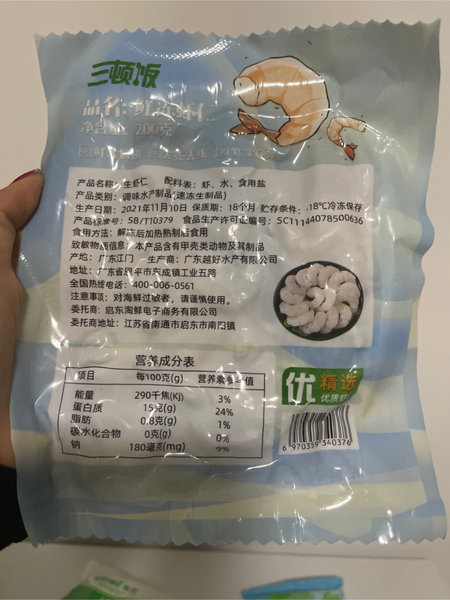 三顿饭
净含量：200克
产品名称：生虾仁 配料表：虾、水、食用盐
产品类别：调味水产制品(速冻生制品)
生产日期：2021年11月10日 保质期：18个月 贮存条件：-18℃冷冻保存
产品标准号：SB/T10379 食品生产许可证编号：SC11144078500636
食用方法：解冻后加热熟制后食用
致敏物质信息：本产品含有甲壳类动物及其制品
产地：广东江门 生产商：广东越好水产有限公司
地址：广东省恩平市东成镇工业五路
全国热线电话：400-006-0561
注意事项：对海鲜过敏者，请谨慎使用。
委托商：启东淘鲜电子商务有限公司
委托商地址：江苏省南通市启东市南阳镇
营养成分表
项目 每100克(g) 营养素参考值
能量 290千焦(KJ) 3%
蛋白质 15克(g) 24%
脂肪 0.8克(g) 1%
碳水化合物 0克(g) 0%
钠 180毫克(mg) 9%
优 精选
优质虾
6 970359 340376